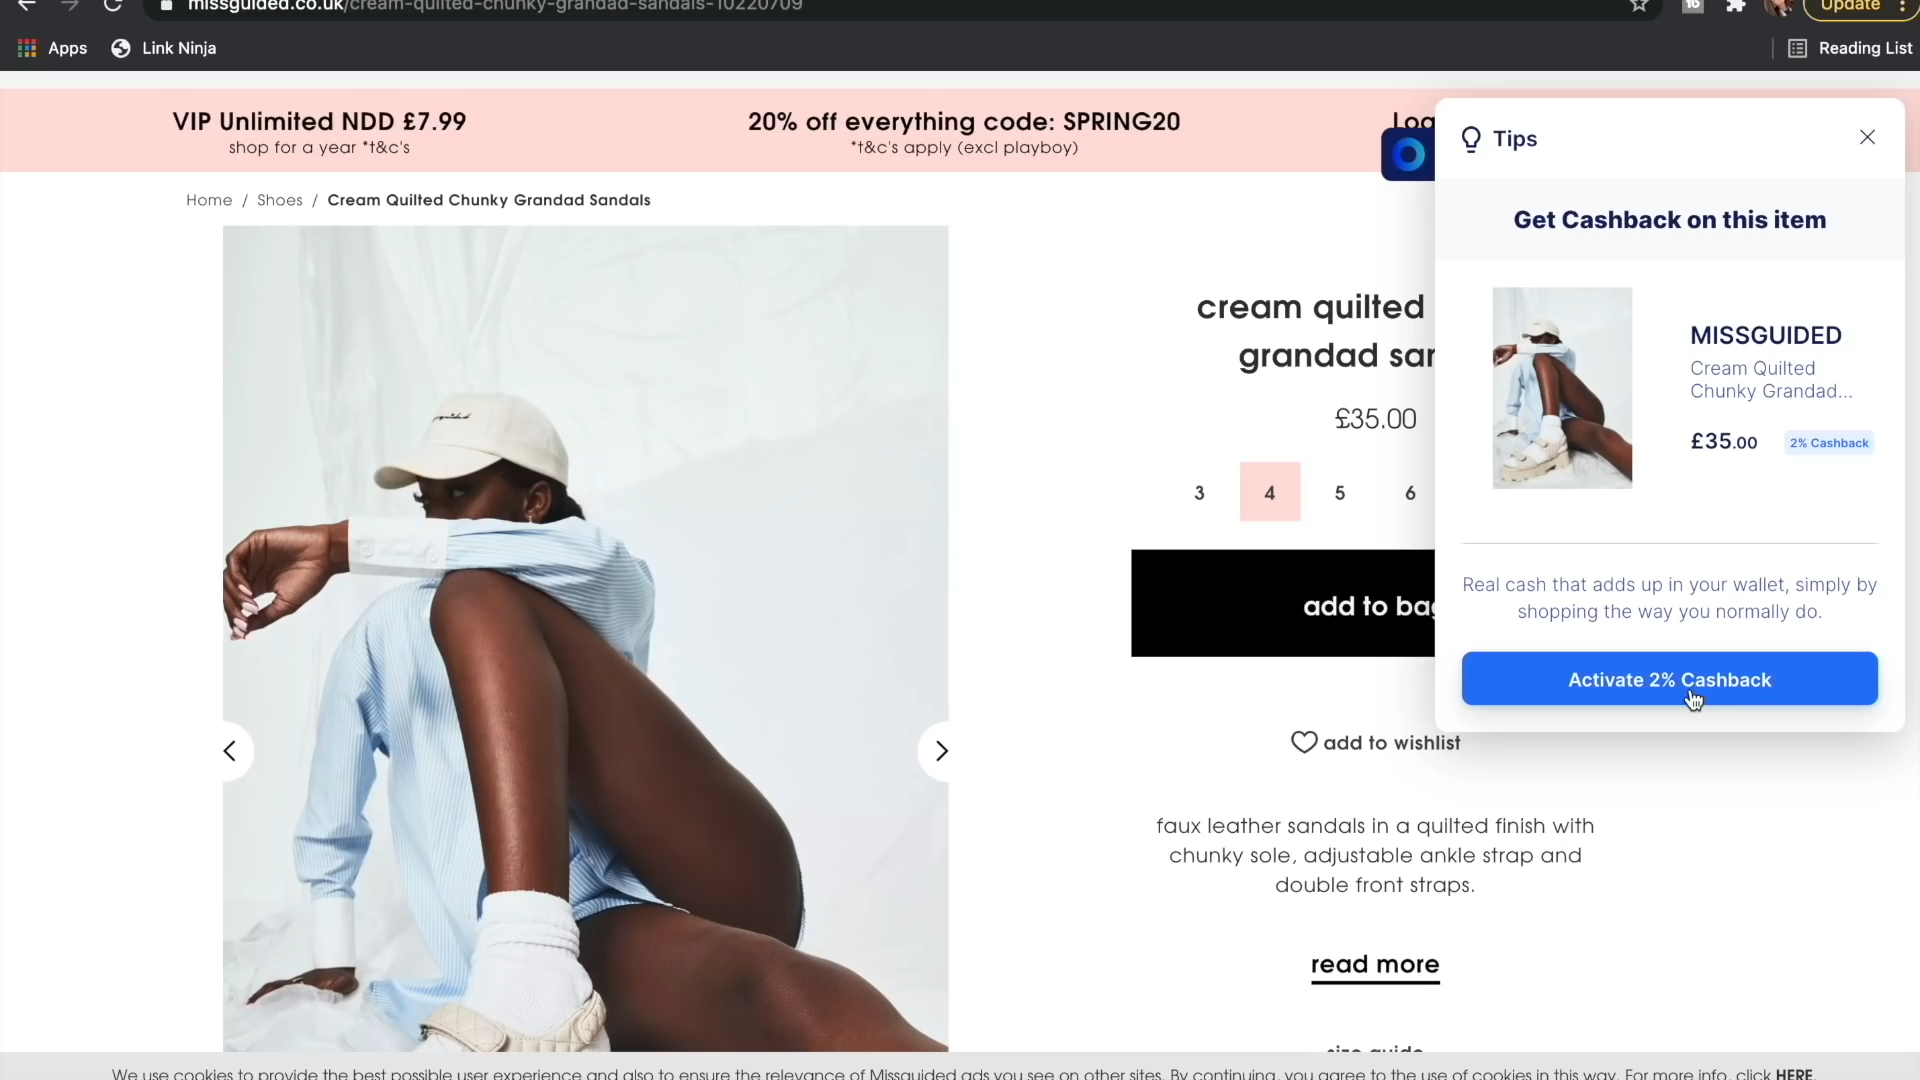 missguided.co.uk/cream-quilted-chunky-grandad-sandals-10220709
16
Update
Apps
Link Ninja
Reading List
VIP Unlimited NDD £7.99
shop for a year *t&c's
20% off everything code: SPRING20
*t&c's apply (excl playboy)
Home / Shoes / Cream Quilted Chunky Grandad Sandals
cream quilted
grandad
£35.00
3 4 5 6
add to
add to wishlist
faux leather sandals in a quilted finish with
chunky sole, adjustable ankle strap and
double front straps.
read more
size guide
Tips
Get Cashback on this item
MISSGUIDED
Cream Quilted
Chunky Grandad...
£35.00
2% Cashback
Real cash that adds up in your wallet, simply by
shopping the way you normally do.
Activate 2% Cashback
We use cookies to provide the best possible user experience and also to ensure the relevance of Missguided ads you see on other sites. By continuing, you agree to the use of cookies in this way. For more info, click HERE.